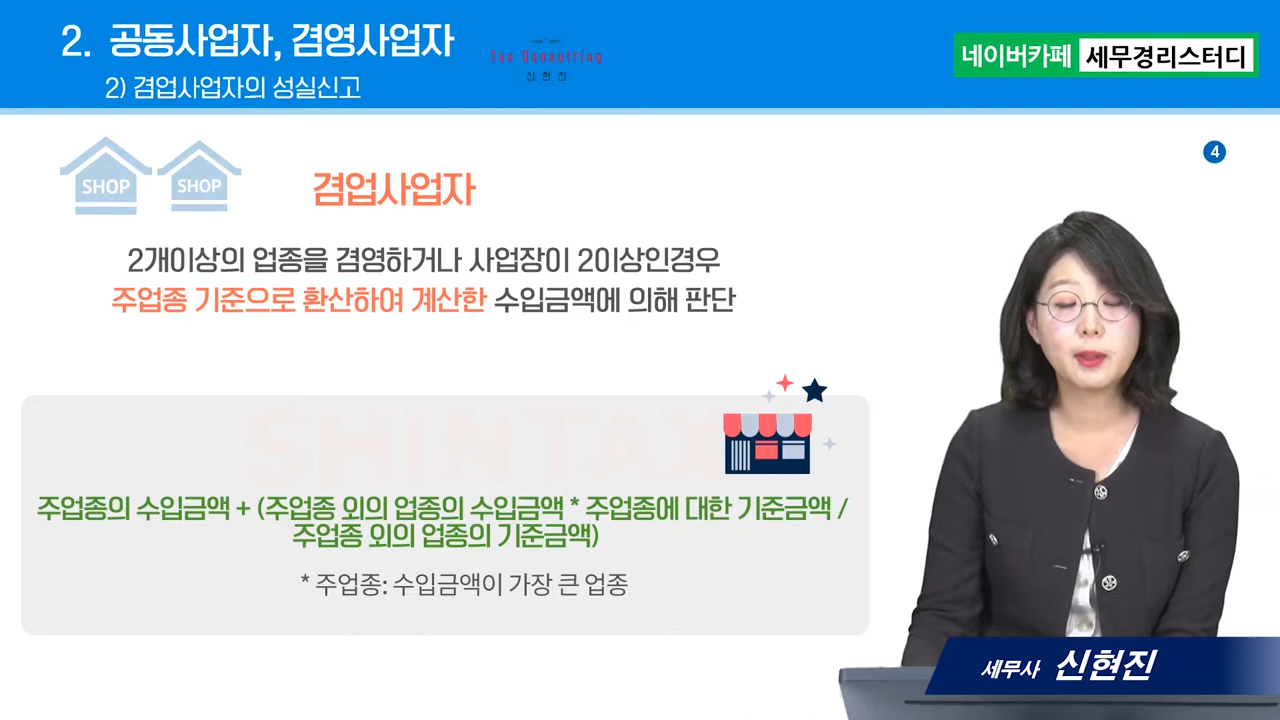 2. 공동사업자, 겸영사업자
2) 겸업사업자의 성실신고
Tax Consulting
신현진
네이버카페 세무경리스터디
SHOP
SHOP
겸업사업자
4
2개이상의 업종을 겸영하거나 사업장이 2이상인경우
주업종 기준으로 환산하여 계산한 수입금액에 의해 판단
SHINTAX
주업종의 수입금액 + (주업종 외의 업종의 수입금액 * 주업종에 대한 기준금액 /
주업종 외의 업종의 기준금액)
* 주업종: 수입금액이 가장 큰 업종
세무사 신현진